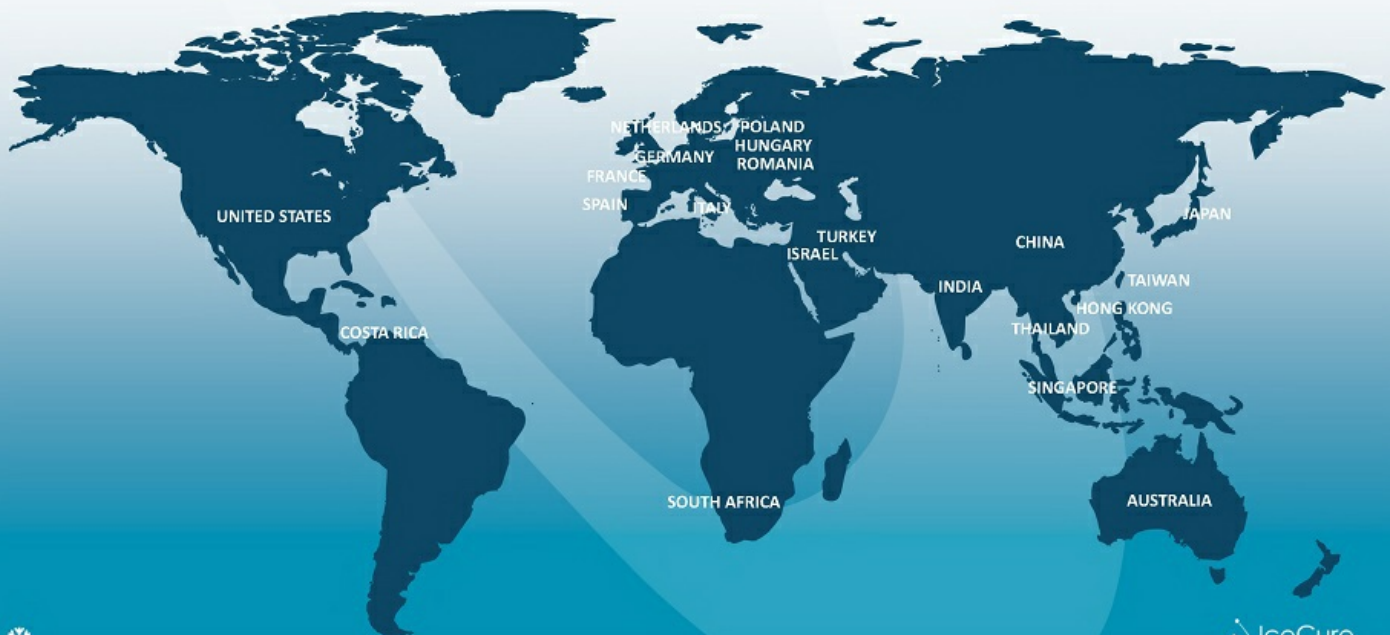 NETHERLANDS
POLAND
HUNGARY
GERMANY
ROMANIA
FRANCE
SPAIN
ITALY
UNITED STATES
JAPAN
TURKEY
CHINA
ISRAEL
TAIWAN
INDIA
HONG KONG
THAILAND
COSTA RICA
SINGAPORE
SOUTH AFRICA
AUSTRALIA
IceCure